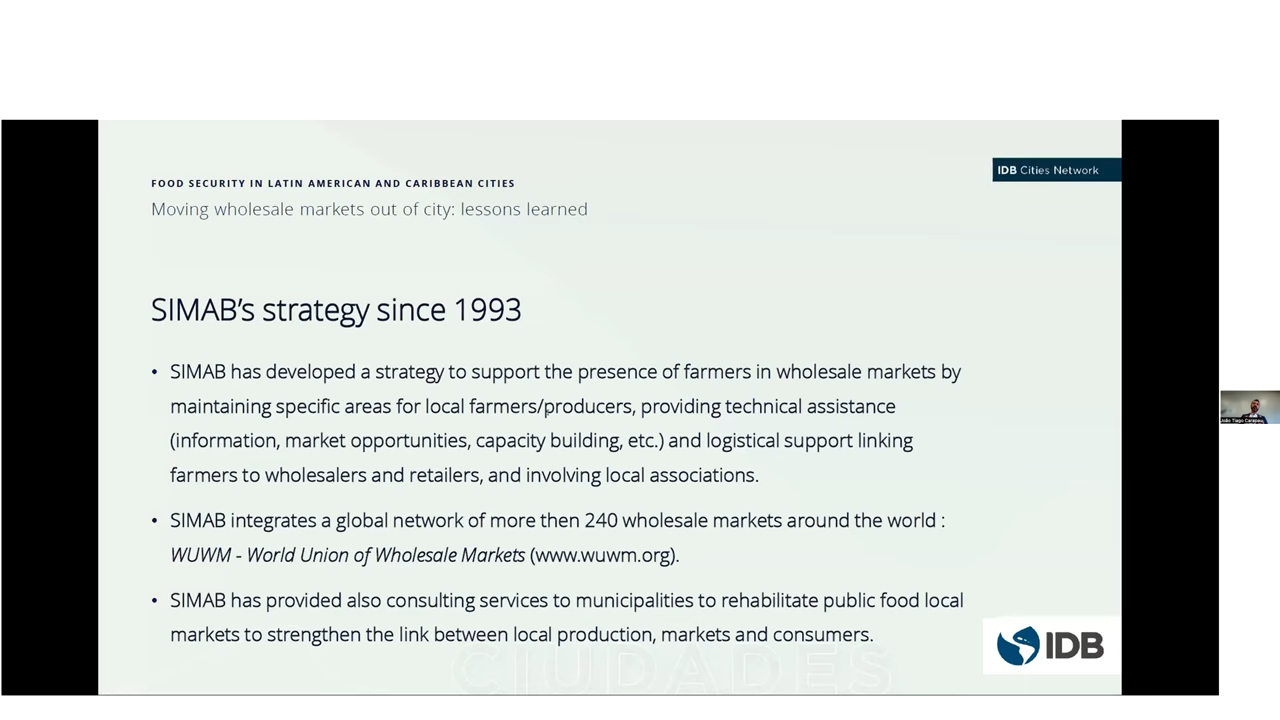 FOOD SECURITY IN LATIN AMERICAN AND CARIBBEAN CITIES
IDB Cities Network
Moving wholesale markets out of city: lessons learned
SIMAB's strategy since 1993
• SIMAB has developed a strategy to support the presence of farmers in wholesale markets by
maintaining specific areas for local farmers/producers, providing technical assistance
(information, market opportunities, capacity building, etc.) and logistical support linking
farmers to wholesalers and retailers, and involving local associations.
• SIMAB integrates a global network of more then 240 wholesale markets around the world :
WUWM - World Union of Wholesale Markets (www.wuwm.org).
• SIMAB has provided also consulting services to municipalities to rehabilitate public food local
markets to strengthen the link between local production, markets and consumers.
IDB
CIUDADES
João Tiago Carapau